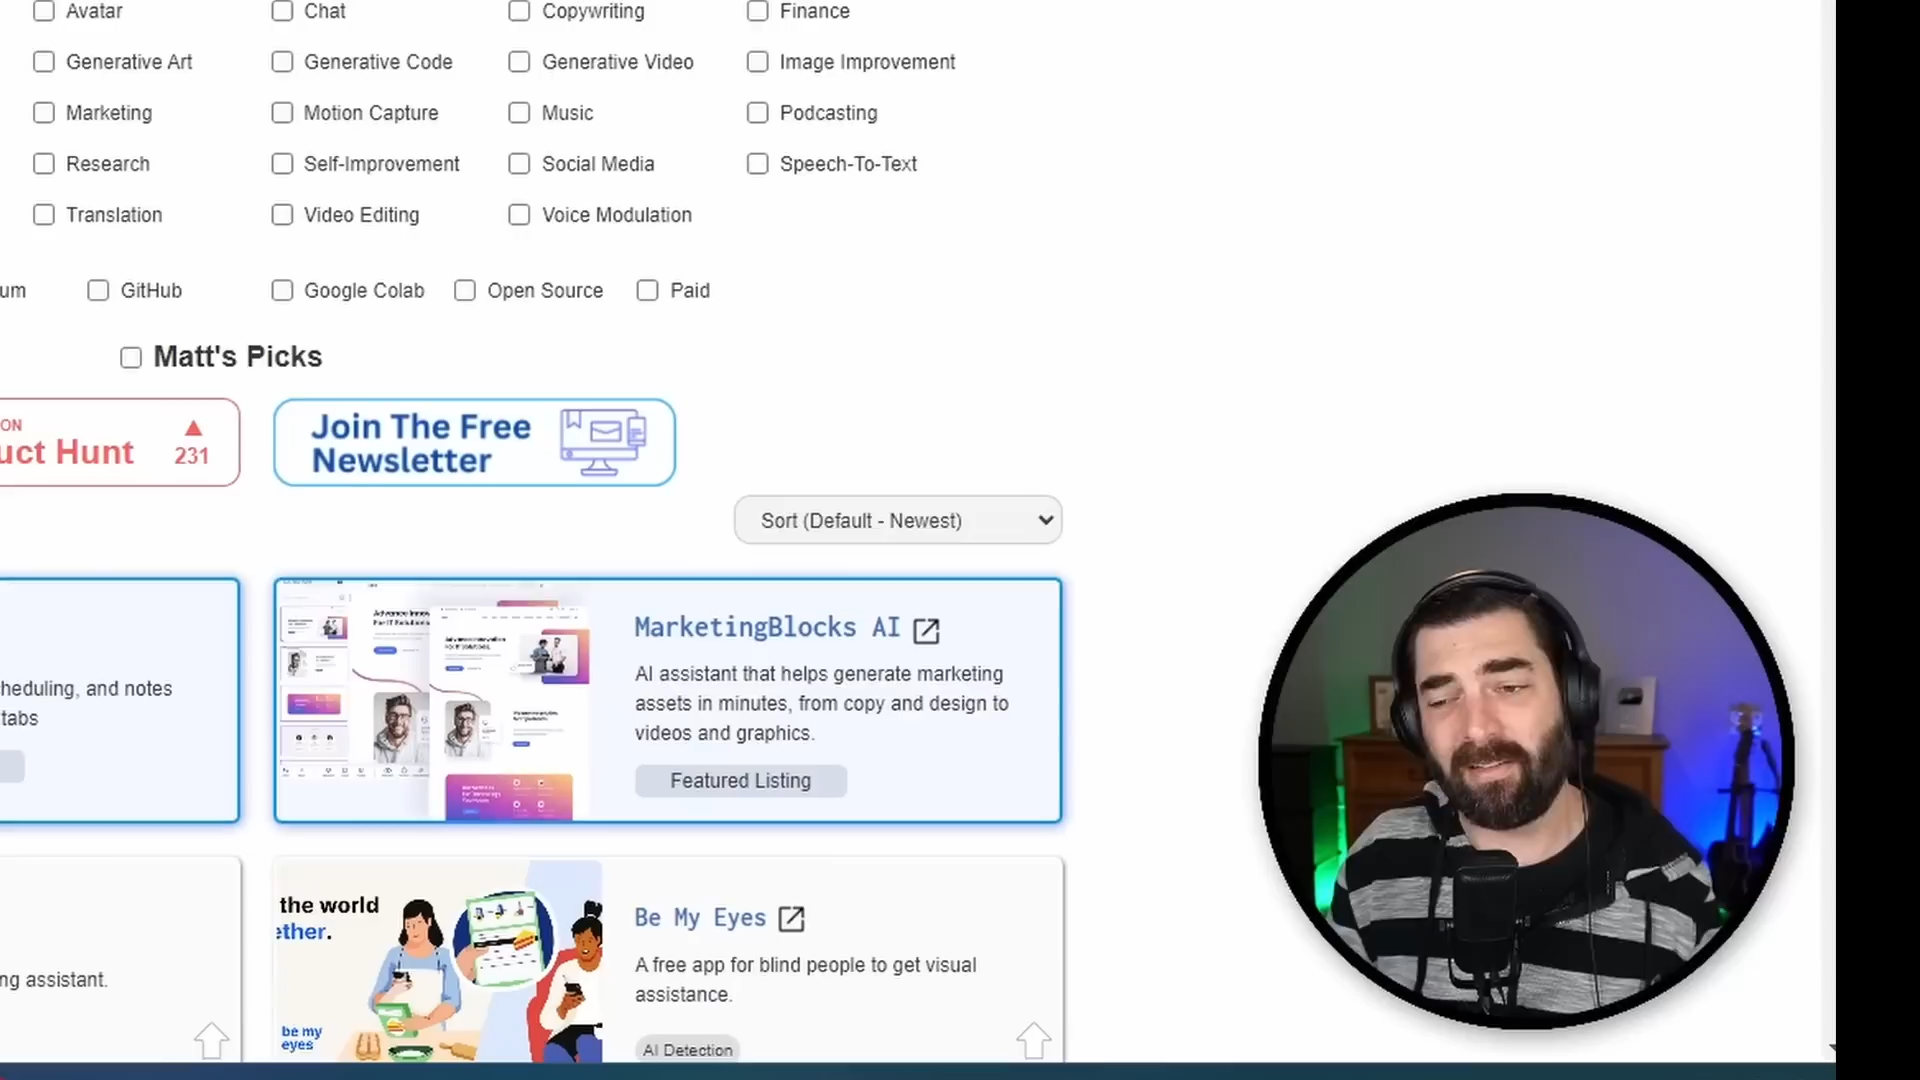 Avatar
Chat
Copywriting
Finance
Generative Art
Generative Code
Generative Video
Image Improvement
Marketing
Motion Capture
Music
Podcasting
Research
Self-Improvement
Social Media
Speech-To-Text
Translation
Video Editing
Voice Modulation
um
GitHub
Google Colab
Open Source
Paid
Matt's Picks
ON
uct Hunt
231
Join The Free
Newsletter
Sort (Default - Newest)
heduling, and notes
tabs
MarketingBlocks AI
AI assistant that helps generate marketing
assets in minutes, from copy and design to
videos and graphics.
Featured Listing
ng assistant.
the world
ether.
be my
eyes
Be My Eyes
A free app for blind people to get visual
assistance.
AI Detection